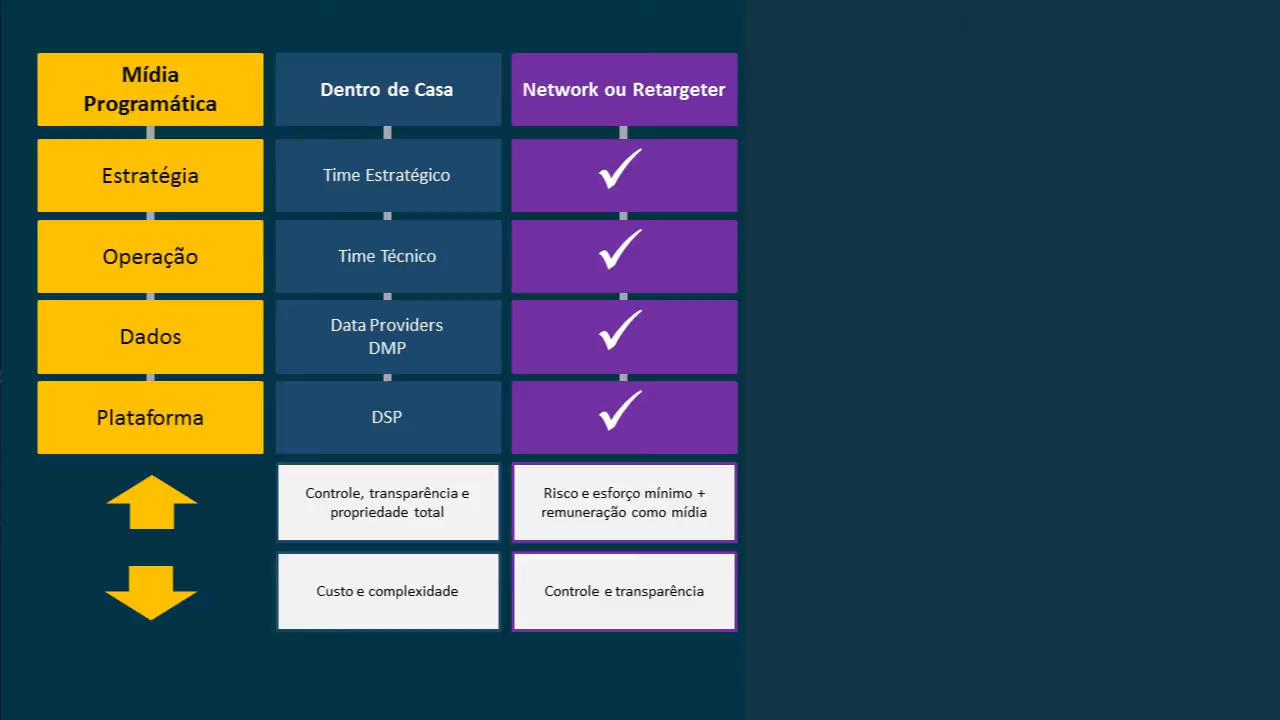 Mídia
Programática
Dentro de Casa
Network ou Retargeter
Estratégia
Time Estratégico
Operação
Time Técnico
Dados
Data Providers
DMP
Plataforma
DSP
Controle, transparência e
propriedade total
Risco e esforço mínimo +
remuneração como mídia
Custo e complexidade
Controle e transparência